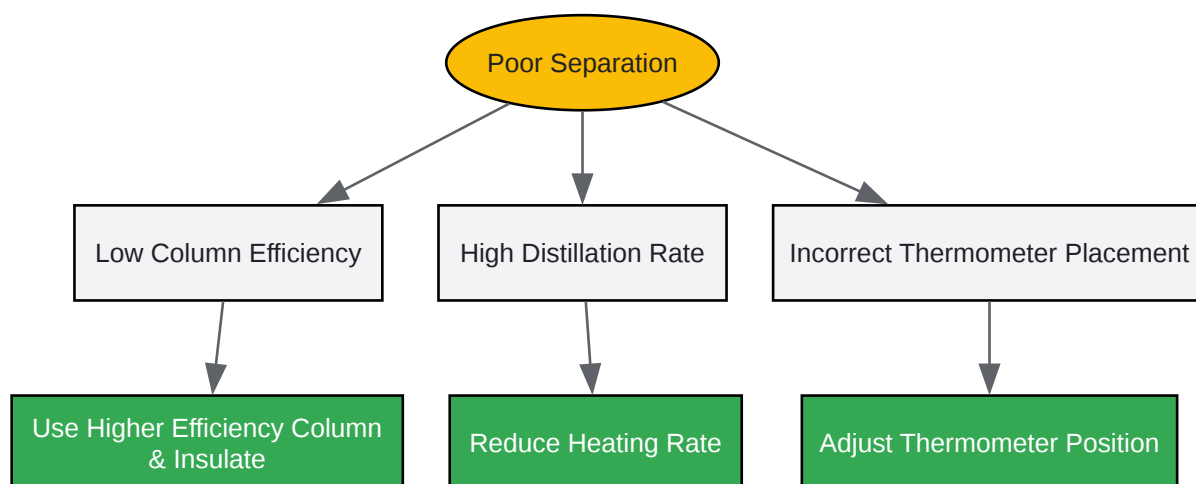 Poor Separation
Low Column Efficiency
High Distillation Rate
Incorrect Thermometer Placement
Use Higher Efficiency Column
& Insulate
Reduce Heating Rate
Adjust Thermometer Position